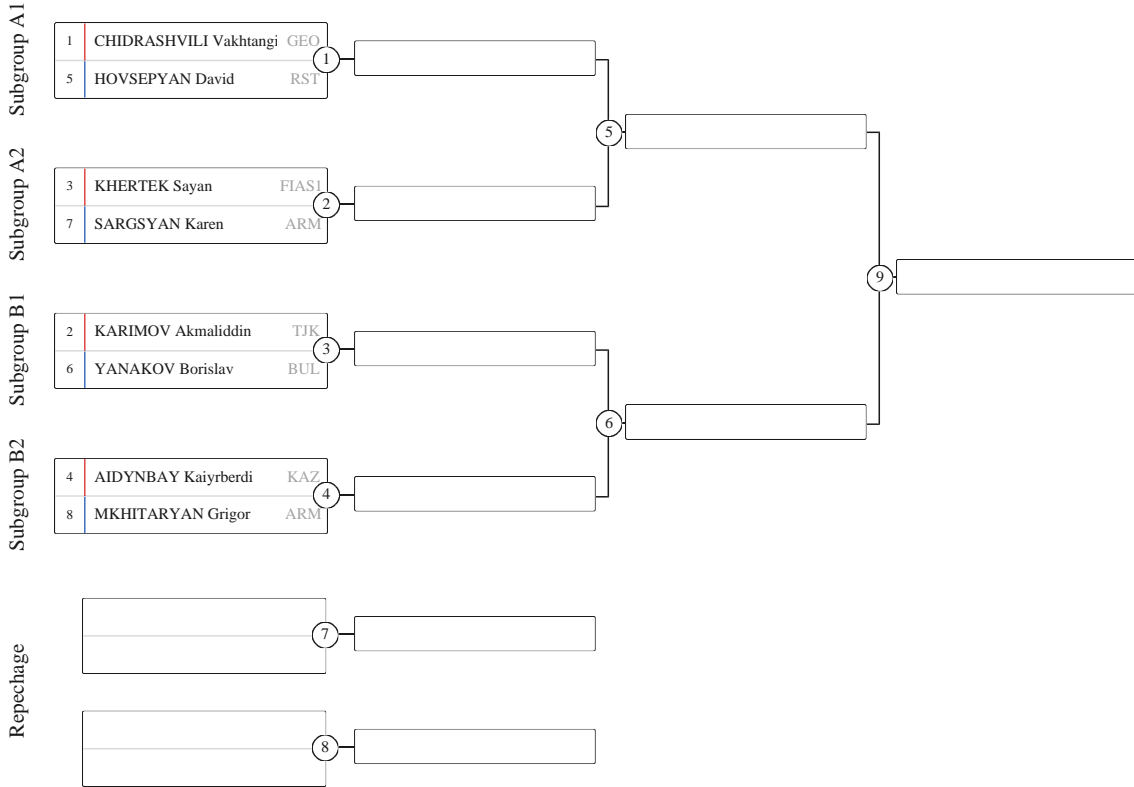 Subgroup A1
1 CHIDRASHVILI Vakhtangi GEO
5 HOVSEPYAN David RST
1
5
Subgroup A2
3 KHERTEK Sayan FIAS1
7 SARGSYAN Karen ARM
2
9
Subgroup B1
2 KARIMOV Akmaliddin TJK
6 YANAKOV Borislav BUL
3
6
Subgroup B2
4 AIDYNBAY Kaiyrberdi KAZ
8 MKHITARYAN Grigor ARM
4
Repechage
7
8